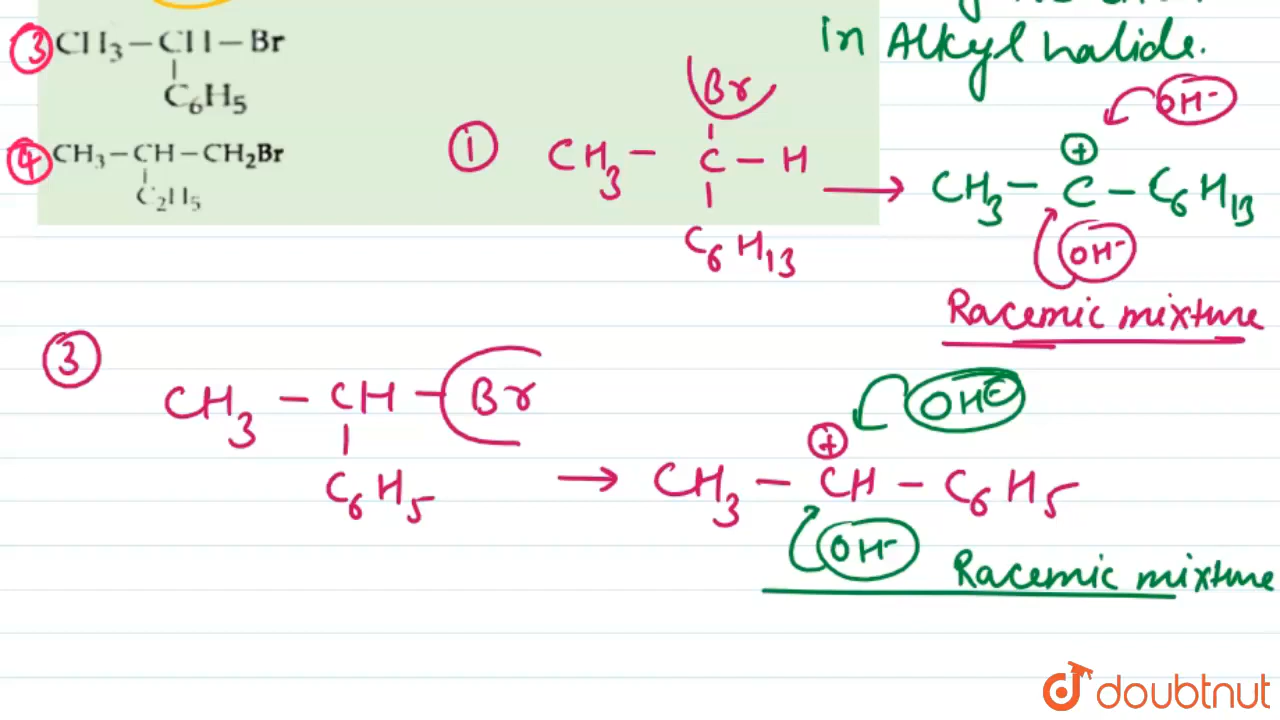 in Alkyl halide.
③ CH₃ – CH – Br
|
C₆H₅
④ CH₃ – CH – CH₂Br
|
C₂H₅
① CH₃ – C – H
Br
|
|
C₆H₁₃
⟶ CH₃ – C – C₆H₁₃
⊕
OH⁻
OH⁻
Racemic mixture
③
CH₃ – CH – Br
|
C₆H₅
→ CH₃ – CH – C₆H₅
⊕
OH⊖
OH⁻
Racemic mixture
doubtnut